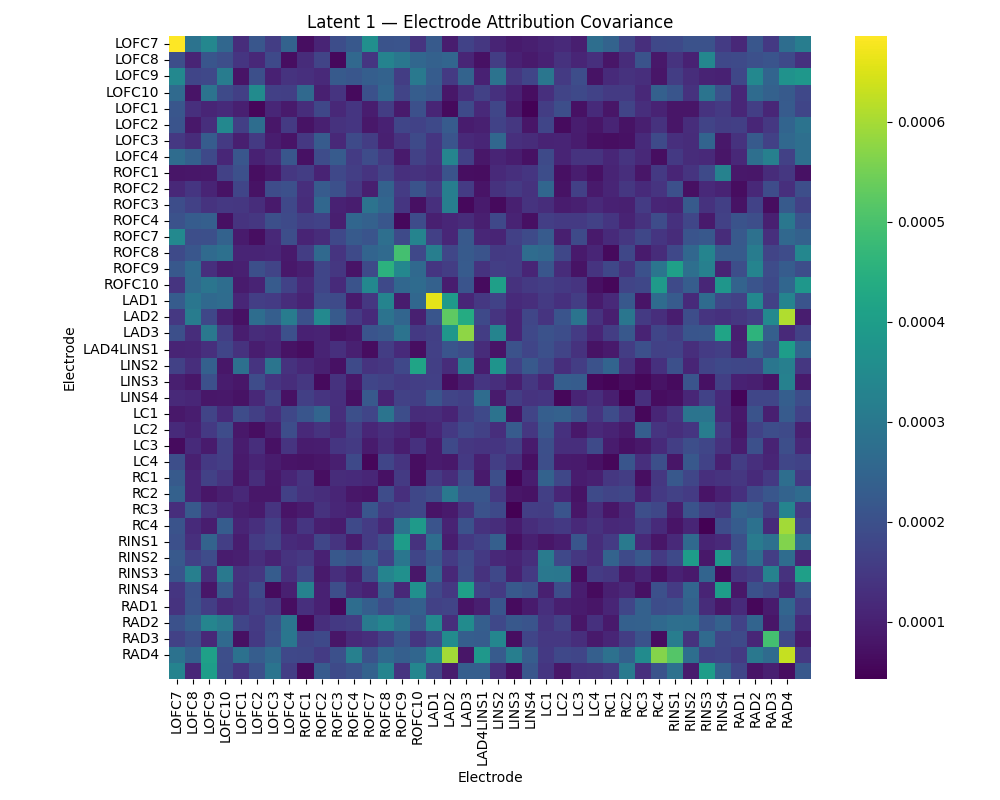 Latent 1 — Electrode Attribution Covariance
LOFC7
LOFC8
LOFC9
LOFC10
LOFC1
LOFC2
LOFC3
LOFC4
ROFC1
ROFC2
ROFC3
ROFC4
ROFC7
ROFC8
ROFC9
ROFC10
LAD1
LAD2
LAD3
LAD4LINS1
LINS2
LINS3
LINS4
LC1
LC2
LC3
LC4
RC1
RC2
RC3
RC4
RINS1
RINS2
RINS3
RINS4
RAD1
RAD2
RAD3
RAD4
Electrode
LOFC7
LOFC8
LOFC9
LOFC10
LOFC1
LOFC2
LOFC3
LOFC4
ROFC1
ROFC2
ROFC3
ROFC4
ROFC7
ROFC8
ROFC9
ROFC10
LAD1
LAD2
LAD3
LAD4LINS1
LINS2
LINS3
LINS4
LC1
LC2
LC3
LC4
RC1
RC2
RC3
RC4
RINS1
RINS2
RINS3
RINS4
RAD1
RAD2
RAD3
RAD4
Electrode
0.0006
0.0005
0.0004
0.0003
0.0002
0.0001